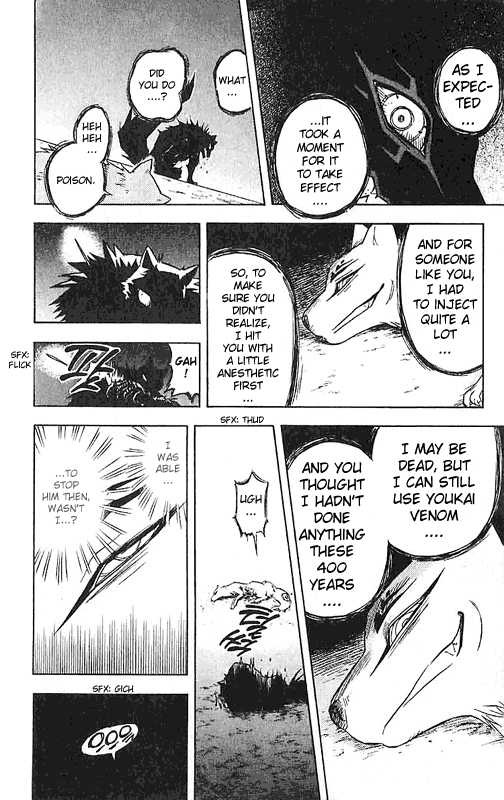 AS I
EXPEC-
TED
...
...IT
TOOK A
MOMENT
FOR IT
TO TAKE
EFFECT
....
WHAT
...
DID
YOU DO
....?
HEH
HEH
...
POISON.
AND FOR
SOMEONE
LIKE YOU,
I HAD
TO INJECT
QUITE A
LOT
...
SO, TO
MAKE
SURE YOU
DIDN'T
REALIZE,
I HIT
YOU WITH
A LITTLE
ANESTHETIC
FIRST
....
GAH
!
SFX:
FLICK
SFX: THUD
I MAY BE
DEAD, BUT
I CAN STILL
USE YOUKAI
VENOM
....
AND YOU
THOUGHT
I HADN'T
DONE
ANYTHING
THESE
400
YEARS
....
UGH
...
I
WAS
ABLE
...
...TO
STOP
HIM THEN,
WASN'T
I...?
SFX: GICH